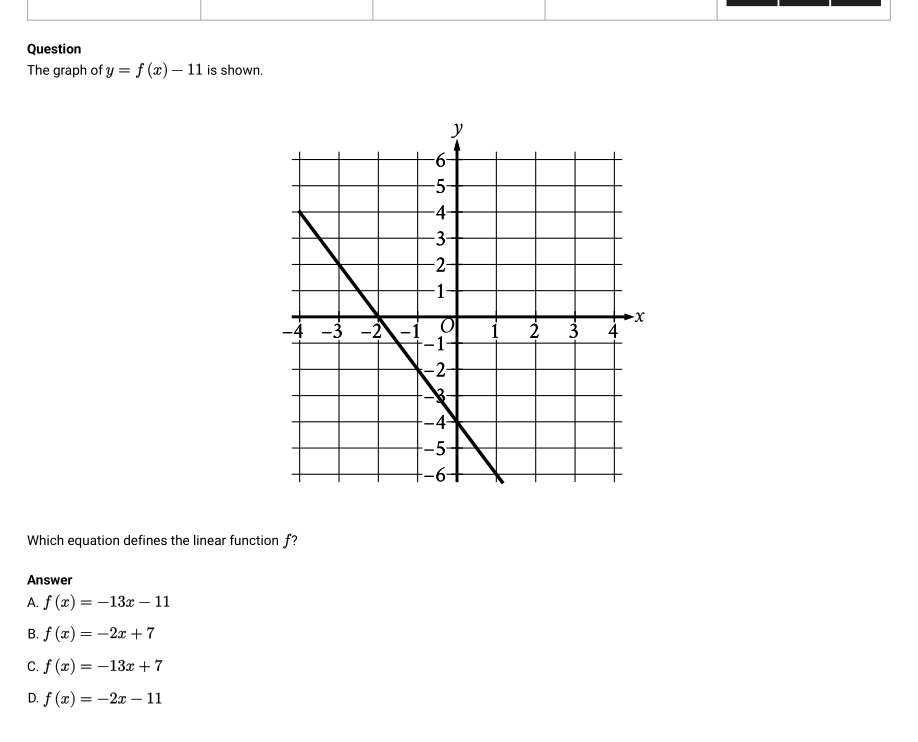 Question
The graph of y = f (x) − 11 is shown.
y
6
5
4
3
2
1
x
−4 −3 −2 −1 O 1 2 3 4
−1
−2
−3
−4
−5
−6
Which equation defines the linear function f?
Answer
A. f (x) = −13x − 11
B. f (x) = −2x + 7
C. f (x) = −13x + 7
D. f (x) = −2x − 11